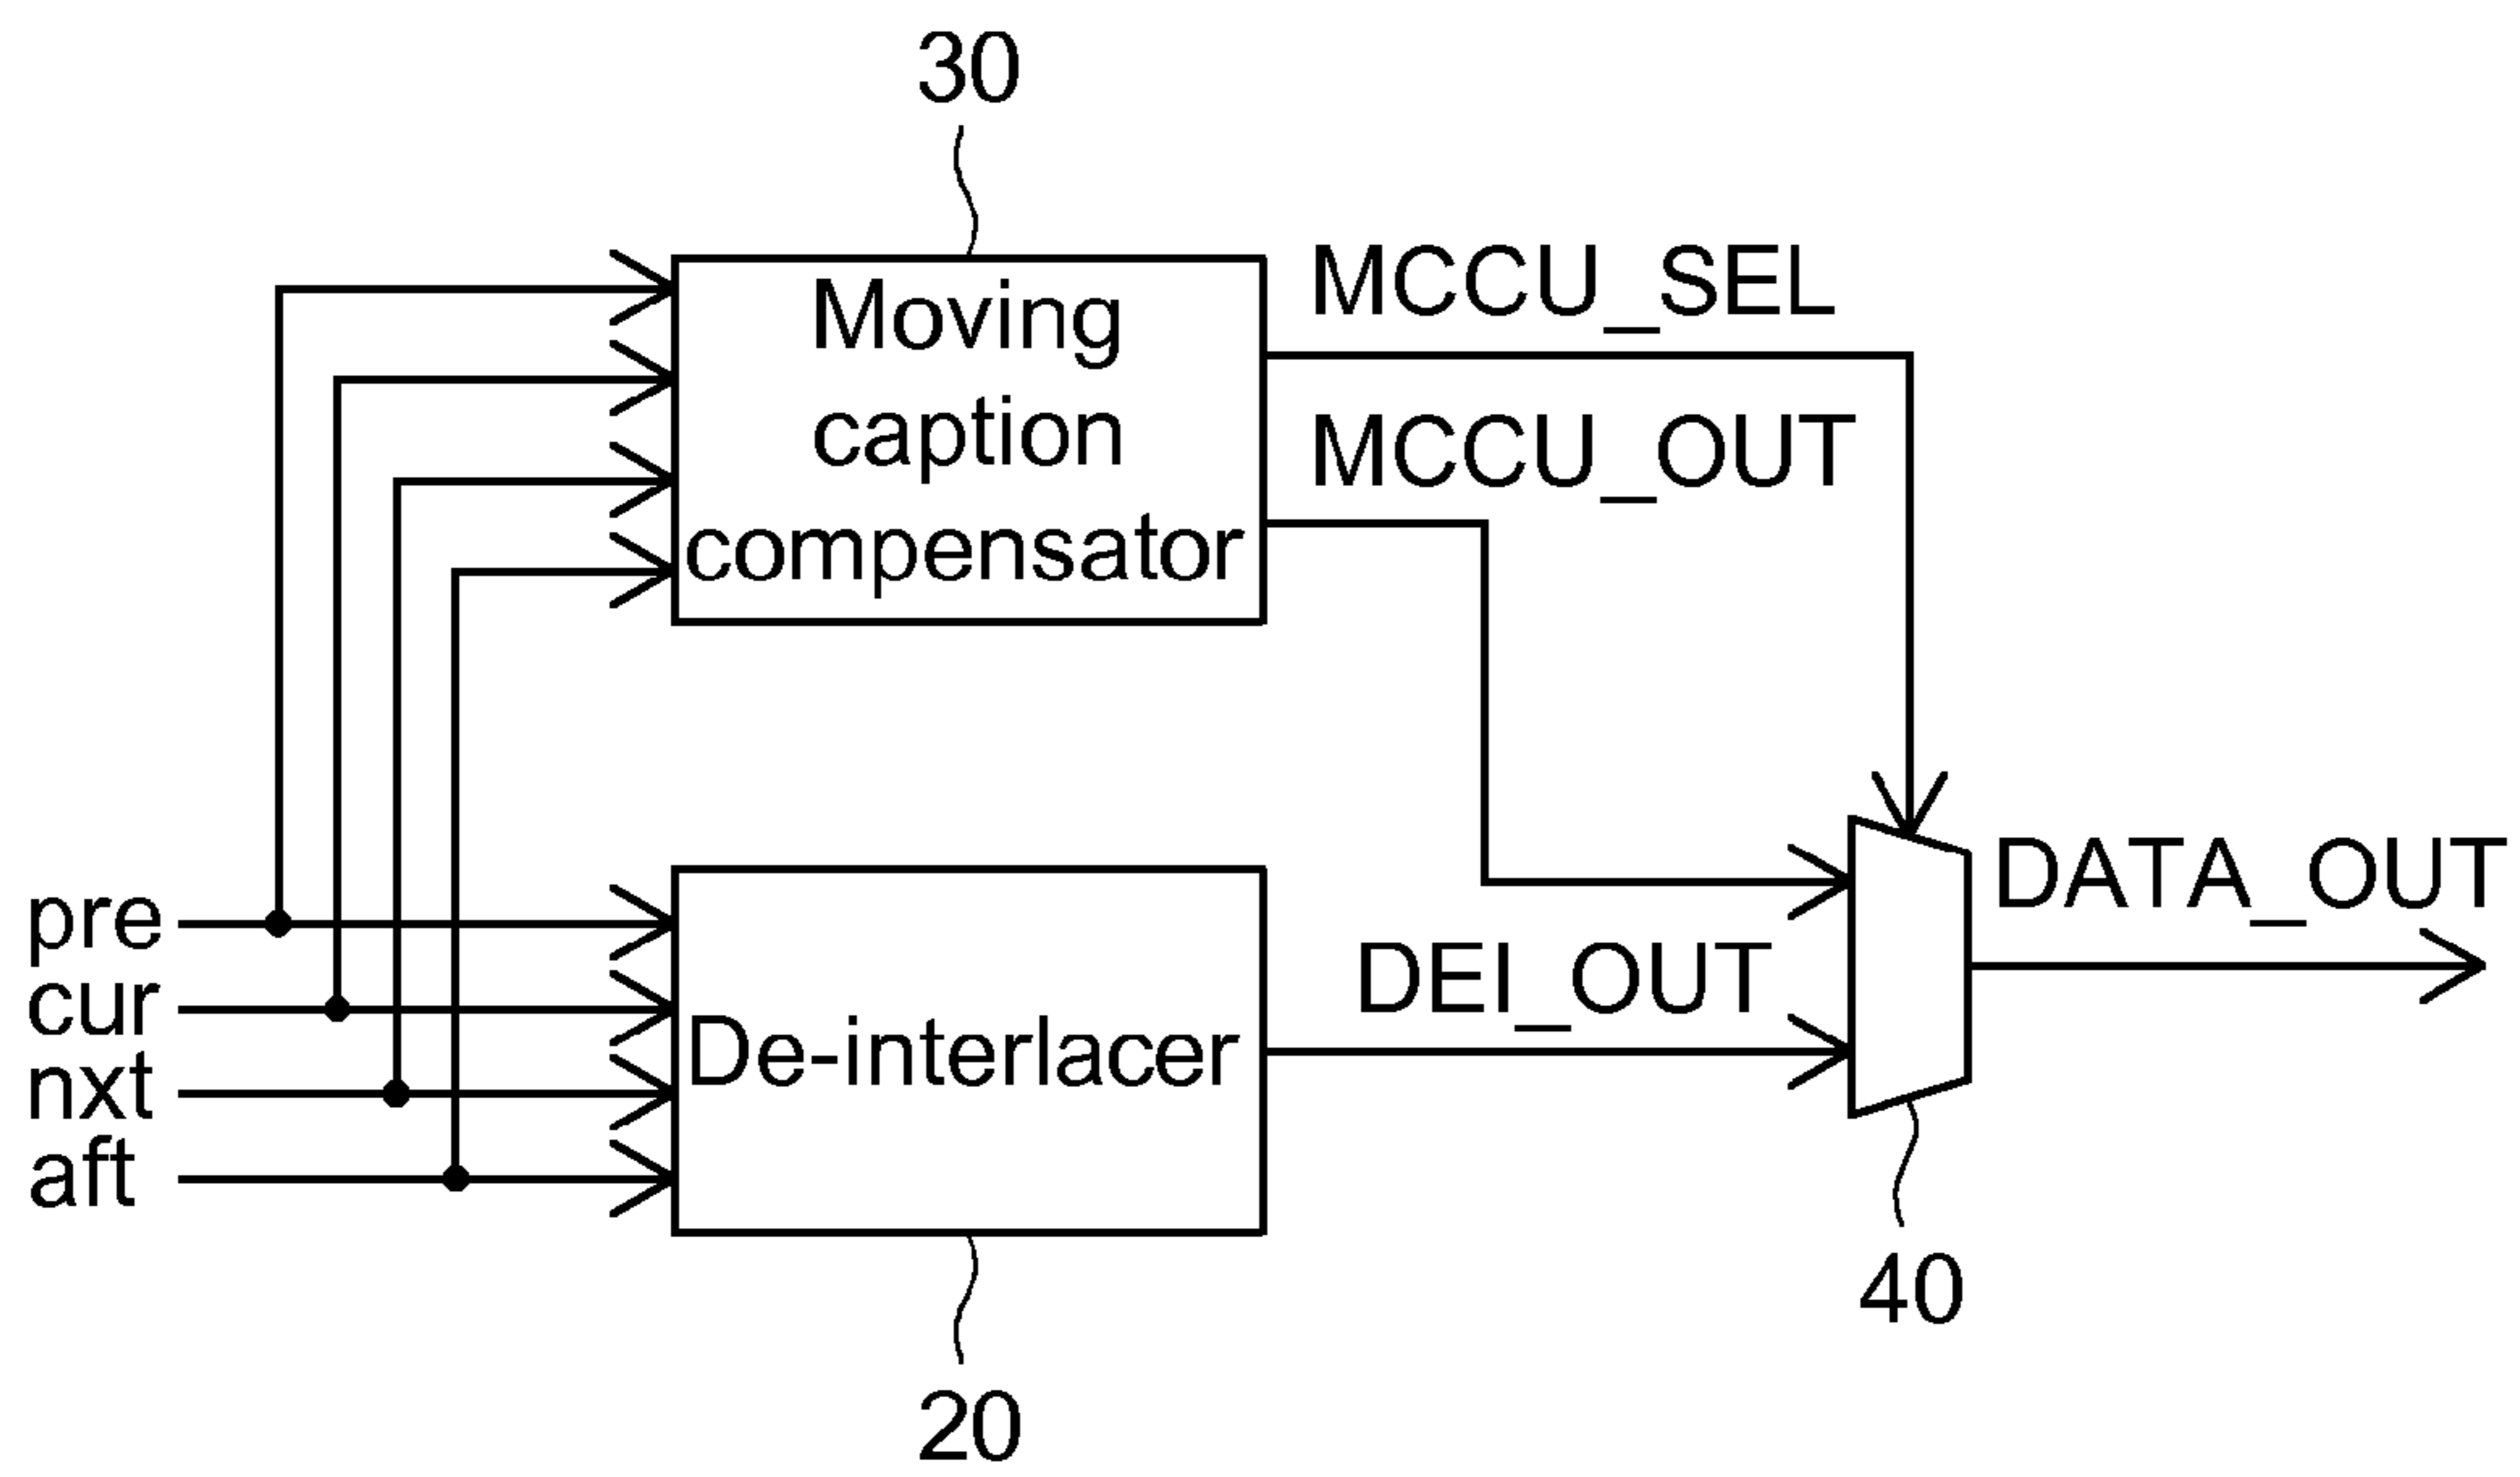 30
Moving
caption
compensator
MCCU_SEL
MCCU_OUT
pre
cur
nxt
aft
De-interlacer
DEI_OUT
DATA_OUT
40
20